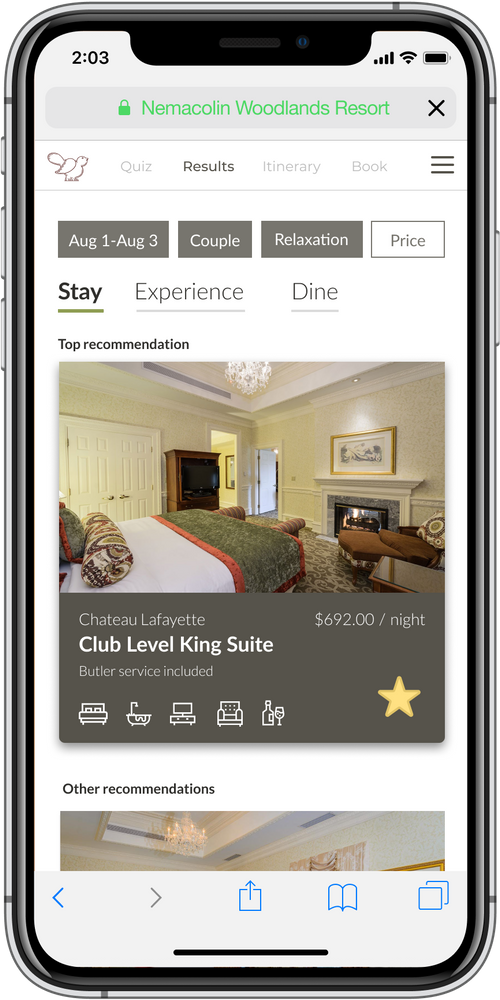 2:03
Nemacolin Woodlands Resort
Quiz Results Itinerary Book
Aug 1-Aug 3 Couple Relaxation Price
Stay Experience Dine
Top recommendation
Chateau Lafayette $692.00 / night
Club Level King Suite
Butler service included
Other recommendations